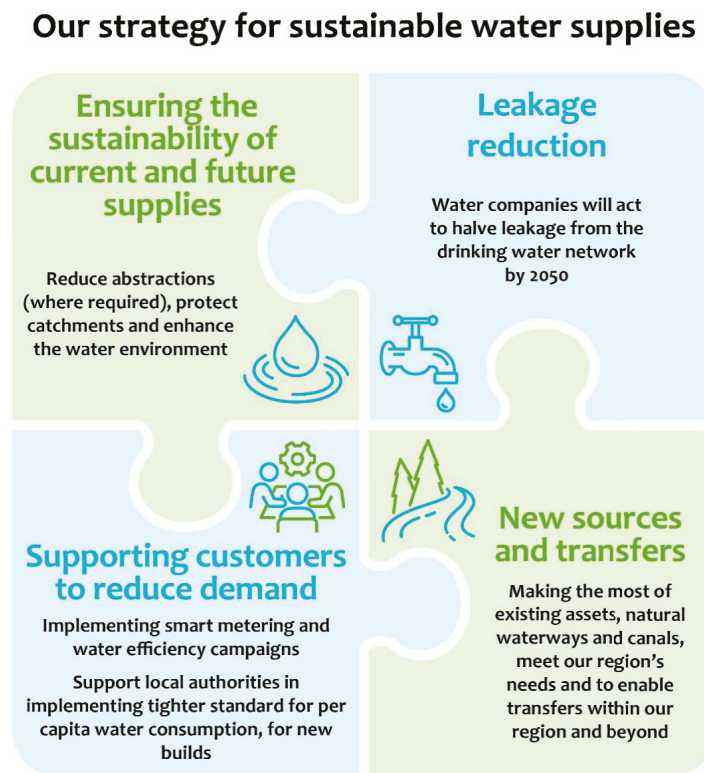 Our strategy for sustainable water supplies
Ensuring the
sustainability of
current and future
supplies
Reduce abstractions
(where required), protect
catchments and enhance
the water environment
Leakage
reduction
Water companies will act
to halve leakage from the
drinking water network
by 2050
Supporting customers
to reduce demand
Implementing smart metering and
water efficiency campaigns
Support local authorities in
implementing tighter standard for per
capita water consumption, for new
builds
New sources
and transfers
Making the most of
existing assets, natural
waterways and canals,
meet our region's
needs and to enable
transfers within our
region and beyond